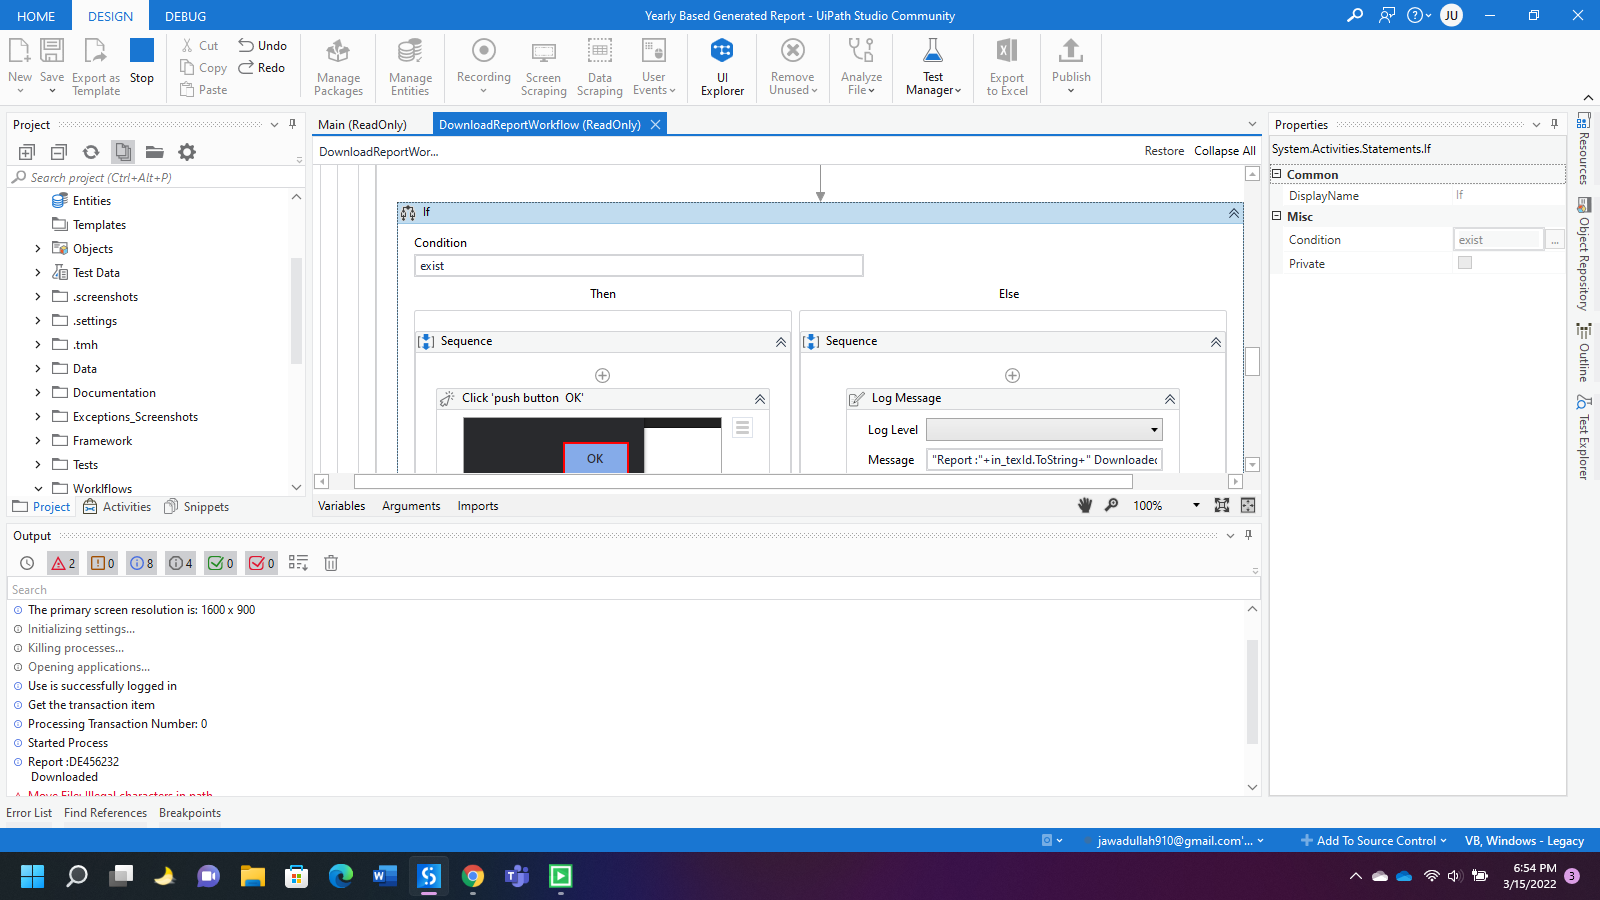 HOME DESIGN DEBUG Yearly Based Generated Report - UiPath Studio Community JU
New Save Export as Template Stop
Cut Copy Paste Undo Redo
Manage Packages Manage Entities Recording Screen Scraping Data Scraping User Events UI Explorer Remove Unused Analyze File Test Manager Export to Excel Publish
Project
Search project (Ctrl+Alt+P)
Entities
Templates
Objects
Test Data
.screenshots
.settings
.tmh
Data
Documentation
Exceptions_Screenshots
Framework
Tests
Worklflows
Project Activities Snippets
Main (ReadOnly) DownloadReportWorkflow (ReadOnly)
DownloadReportWor... Restore Collapse All
If
Condition
exist
Then Else
Sequence Sequence
Click 'push button OK' Log Message
OK
Log Level
Message "Report :"+in_texId.ToString+" Downloaded
Variables Arguments Imports 100%
Properties
System.Activities.Statements.If
Common
DisplayName If
Misc
Condition exist ...
Private
Resources
Object Repository
Outline
Test Explorer
Output
2 0 8 4 0 0
Search
The primary screen resolution is: 1600 x 900
Initializing settings...
Killing processes...
Opening applications...
Use is successfully logged in
Get the transaction item
Processing Transaction Number: 0
Started Process
Report :DE456232
Downloaded
Move File: Illegal characters in path
Error List Find References Breakpoints
jawadullah910@gmail.com'... Add To Source Control VB, Windows - Legacy
6:54 PM
3/15/2022
3